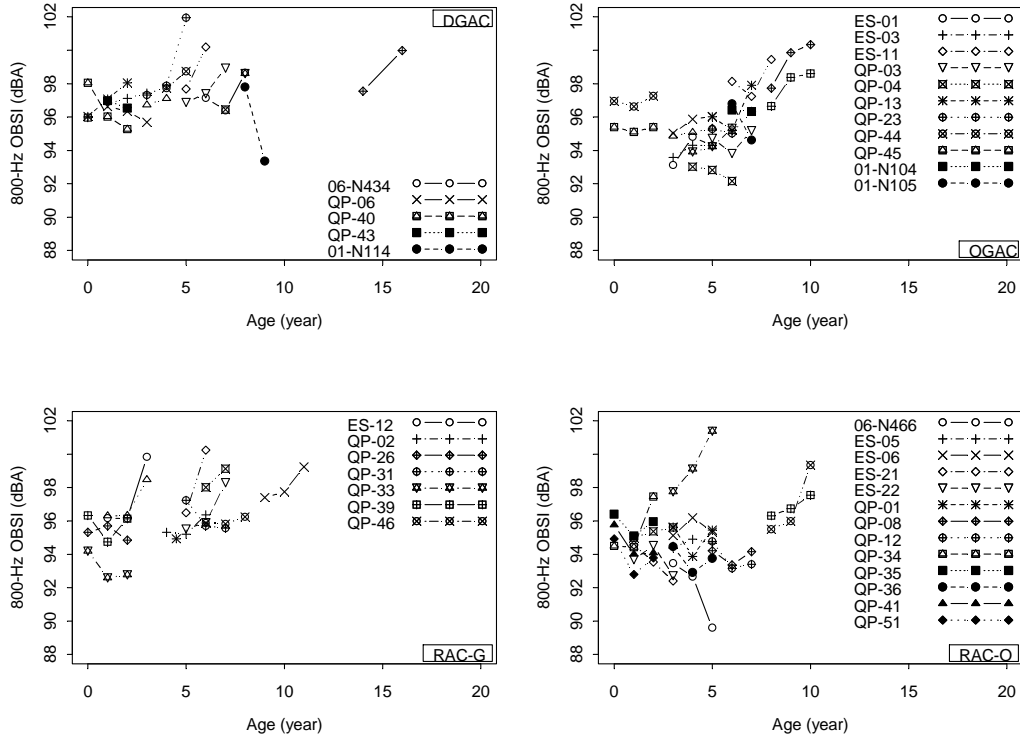 DGAC
800-Hz OBSI (dBA)
102
98
96
94
92
90
88
06-N434
QP-06
QP-40
QP-43
01-N114
0 5 10 15 20
Age (year)
800-Hz OBSI (dBA)
102
98
96
94
92
90
88
ES-01
ES-03
ES-11
QP-03
QP-04
QP-13
QP-23
QP-44
QP-45
01-N104
01-N105
OGAC
0 5 10 15 20
Age (year)
800-Hz OBSI (dBA)
102
98
96
94
92
90
88
ES-12
QP-02
QP-26
QP-31
QP-33
QP-39
QP-46
RAC-G
0 5 10 15 20
Age (year)
800-Hz OBSI (dBA)
102
98
96
94
92
90
88
06-N466
ES-05
ES-06
ES-21
ES-22
QP-01
QP-08
QP-12
QP-34
QP-35
QP-36
QP-41
QP-51
RAC-O
0 5 10 15 20
Age (year)